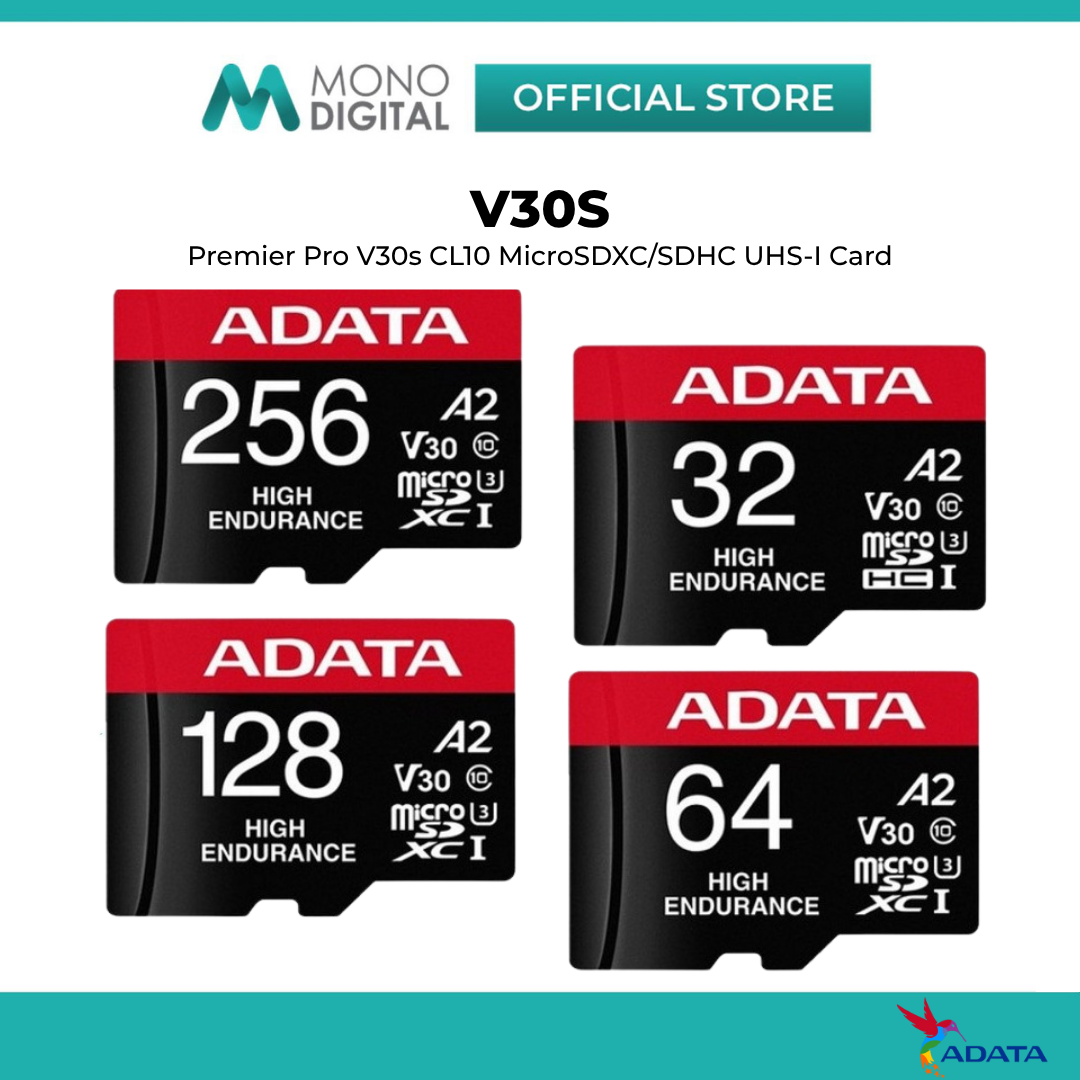 MONO
DIGITAL
OFFICIAL STORE
V30S
Premier Pro V30s CL10 MicroSDXC/SDHC UHS-I Card
ADATA
256
A2
V30 10
HIGH
ENDURANCE
micro 3
SD
XC I
ADATA
32
A2
V30 10
HIGH
ENDURANCE
micro 3
SD
HC I
ADATA
128
A2
V30 10
HIGH
ENDURANCE
micro 3
SD
XC I
ADATA
64
A2
V30 10
HIGH
ENDURANCE
micro 3
SD
XC I
ADATA